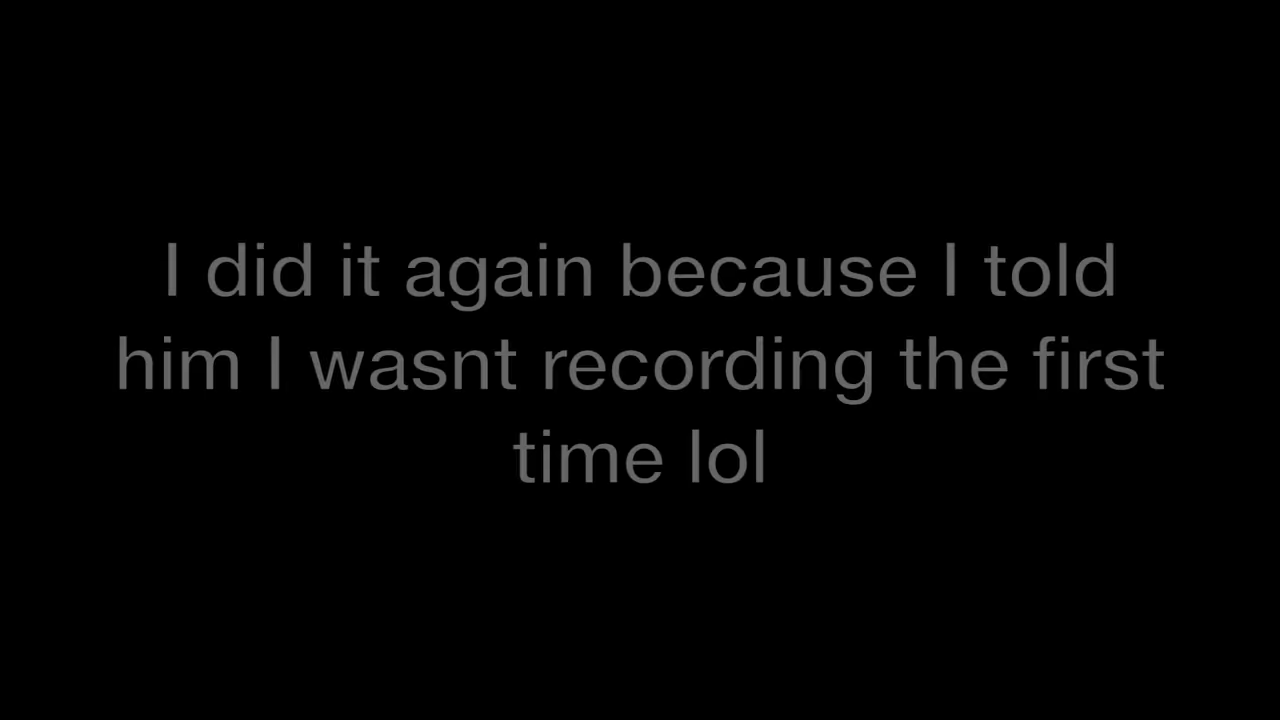 I did it again because I told
him I wasnt recording the first
time lol